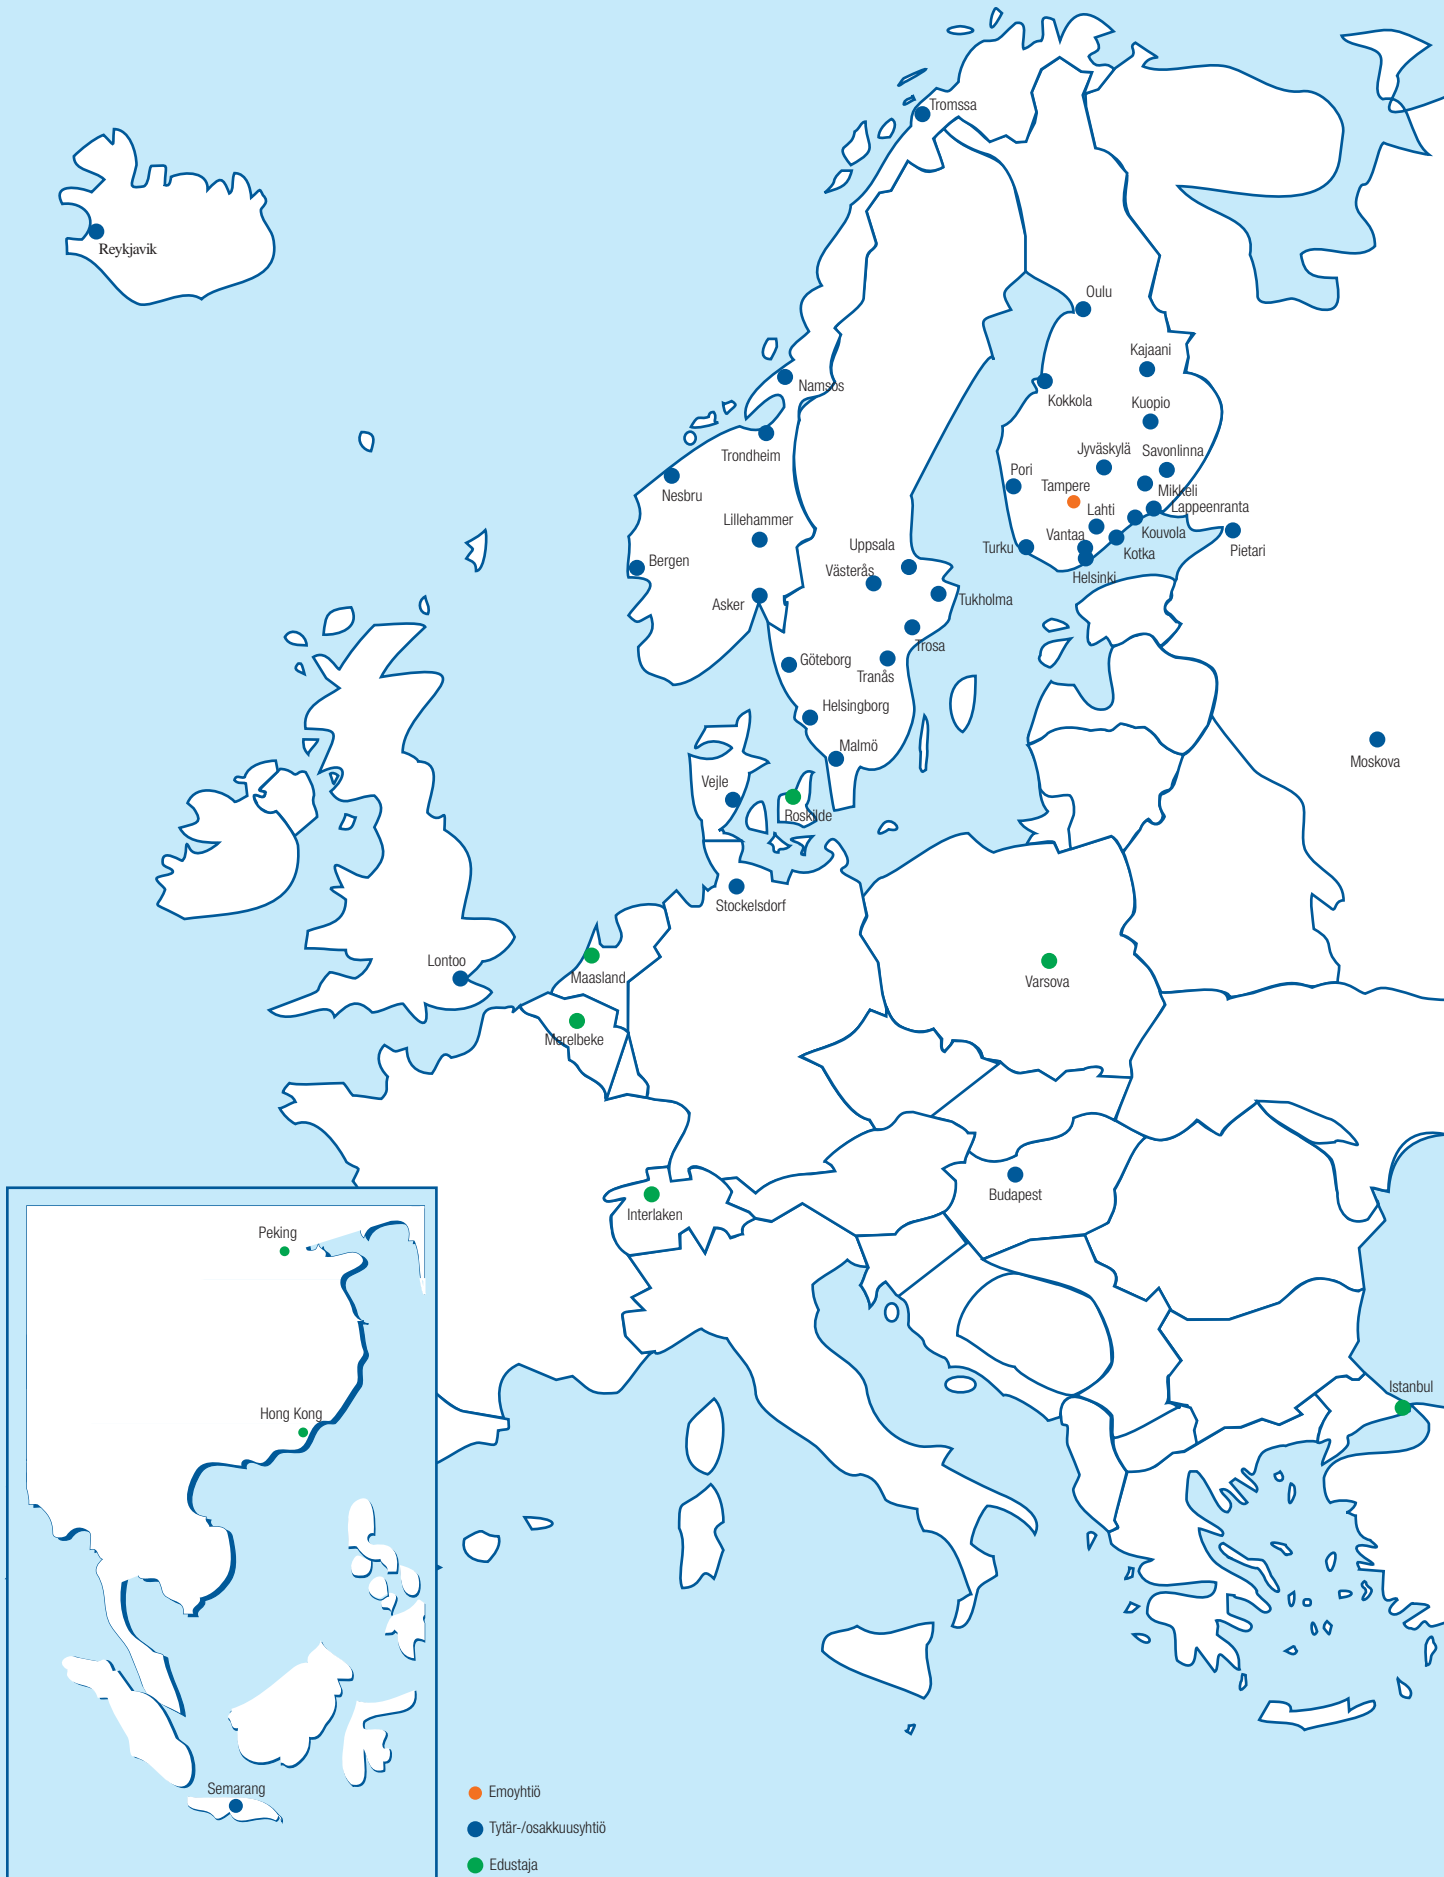 Tromssa
Reykjavik
Oulu
Kajaani
Namsos
Kokkola
Kuopio
Trondheim
Jyväskylä
Savonlinna
Pori
Nesbru
Tampere
Mikkeli
Lappeenranta
Lahti
Lillehammer
Vantaa
Kouvola
Uppsala
Turku
Kotka
Pietari
Bergen
Västerås
Helsinki
Tukholma
Asker
Trosa
Göteborg
Tranås
Helsingborg
Malmö
Moskova
Vejle
Roskilde
Stockelsdorf
Lontoo
Maasland
Varsova
Merelbeke
Budapest
Interlaken
Peking
Istanbul
Hong Kong
Semarang
Emoyhtiö
Tytär-/osakkuusyhtiö
Edustaja